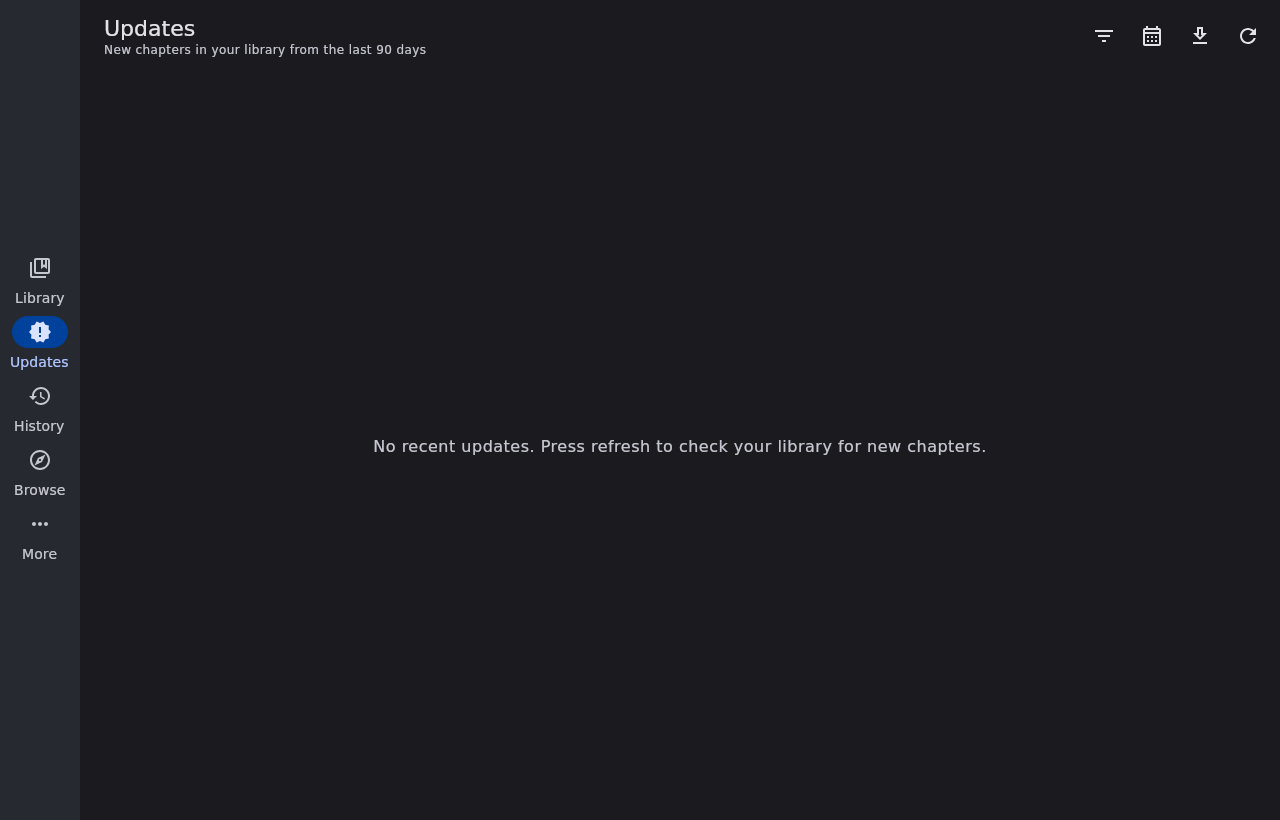 Updates
New chapters in your library from the last 90 days
Library
Updates
History
Browse
More
No recent updates. Press refresh to check your library for new chapters.